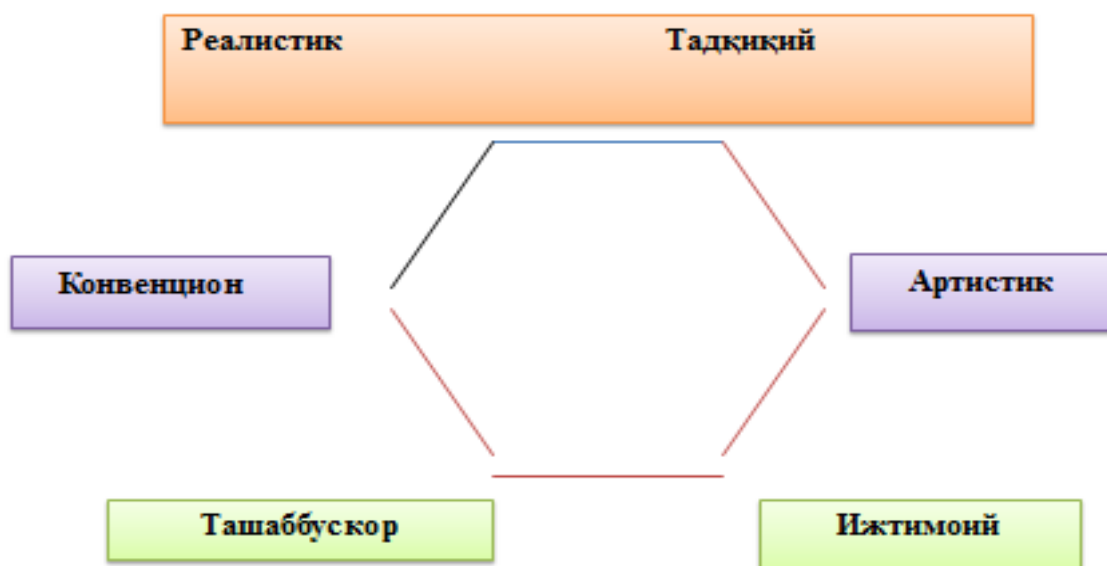 Реалистик Тадқиқий
Конвенцион Артистик
Ташаббускор Ижтимоий